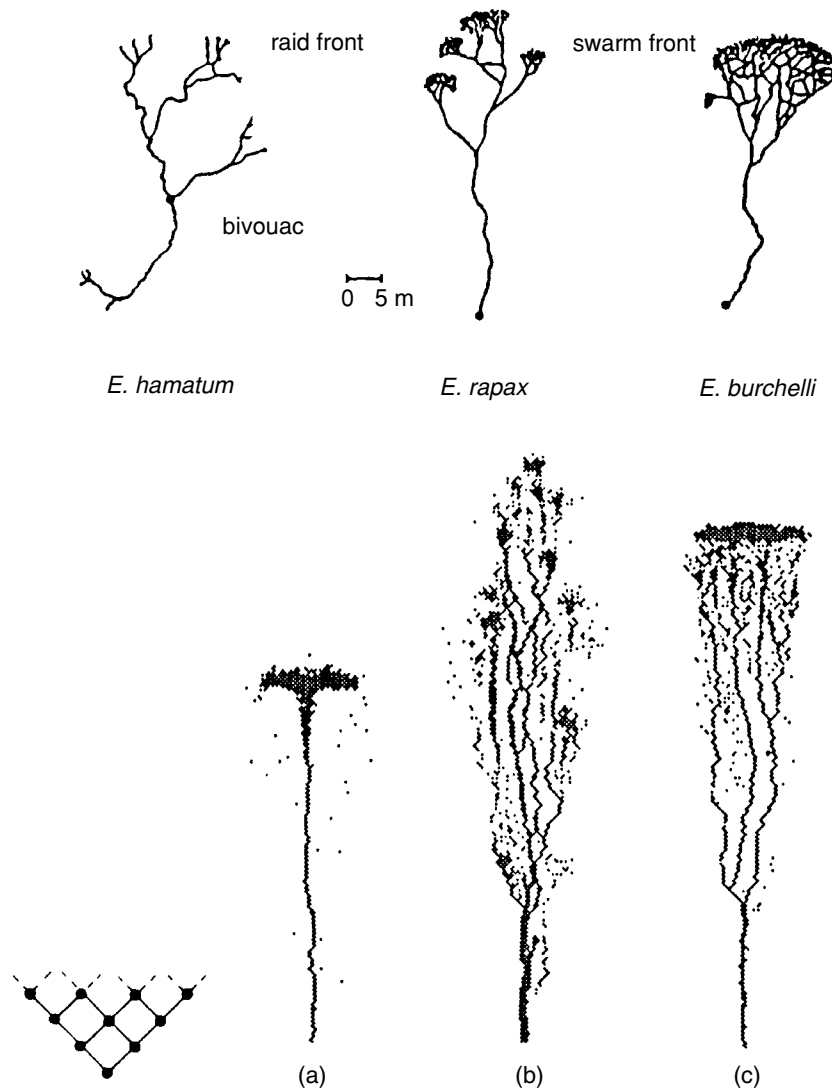 raid front
swarm front
bivouac
0 5 m
E. hamatum
E. rapax
E. burchelli
(a)
(b)
(c)